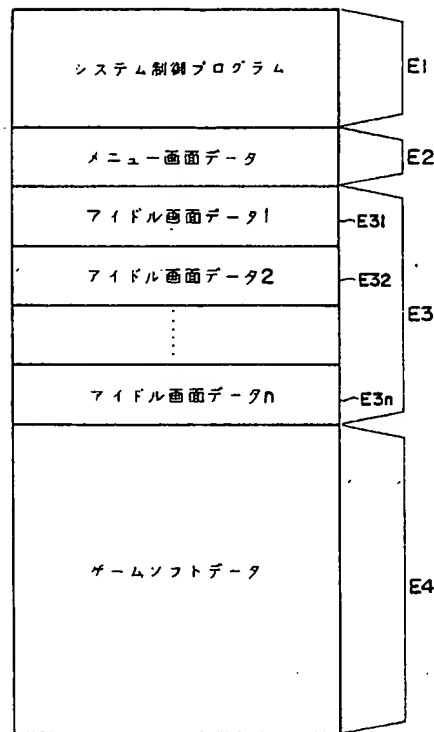 システム制御プログラム
E1
メニュー画面データ
E2
アイドル画面データ1
E31
アイドル画面データ2
E32
E3
アイドル画面データn
E3n
ゲームソフトデータ
E4